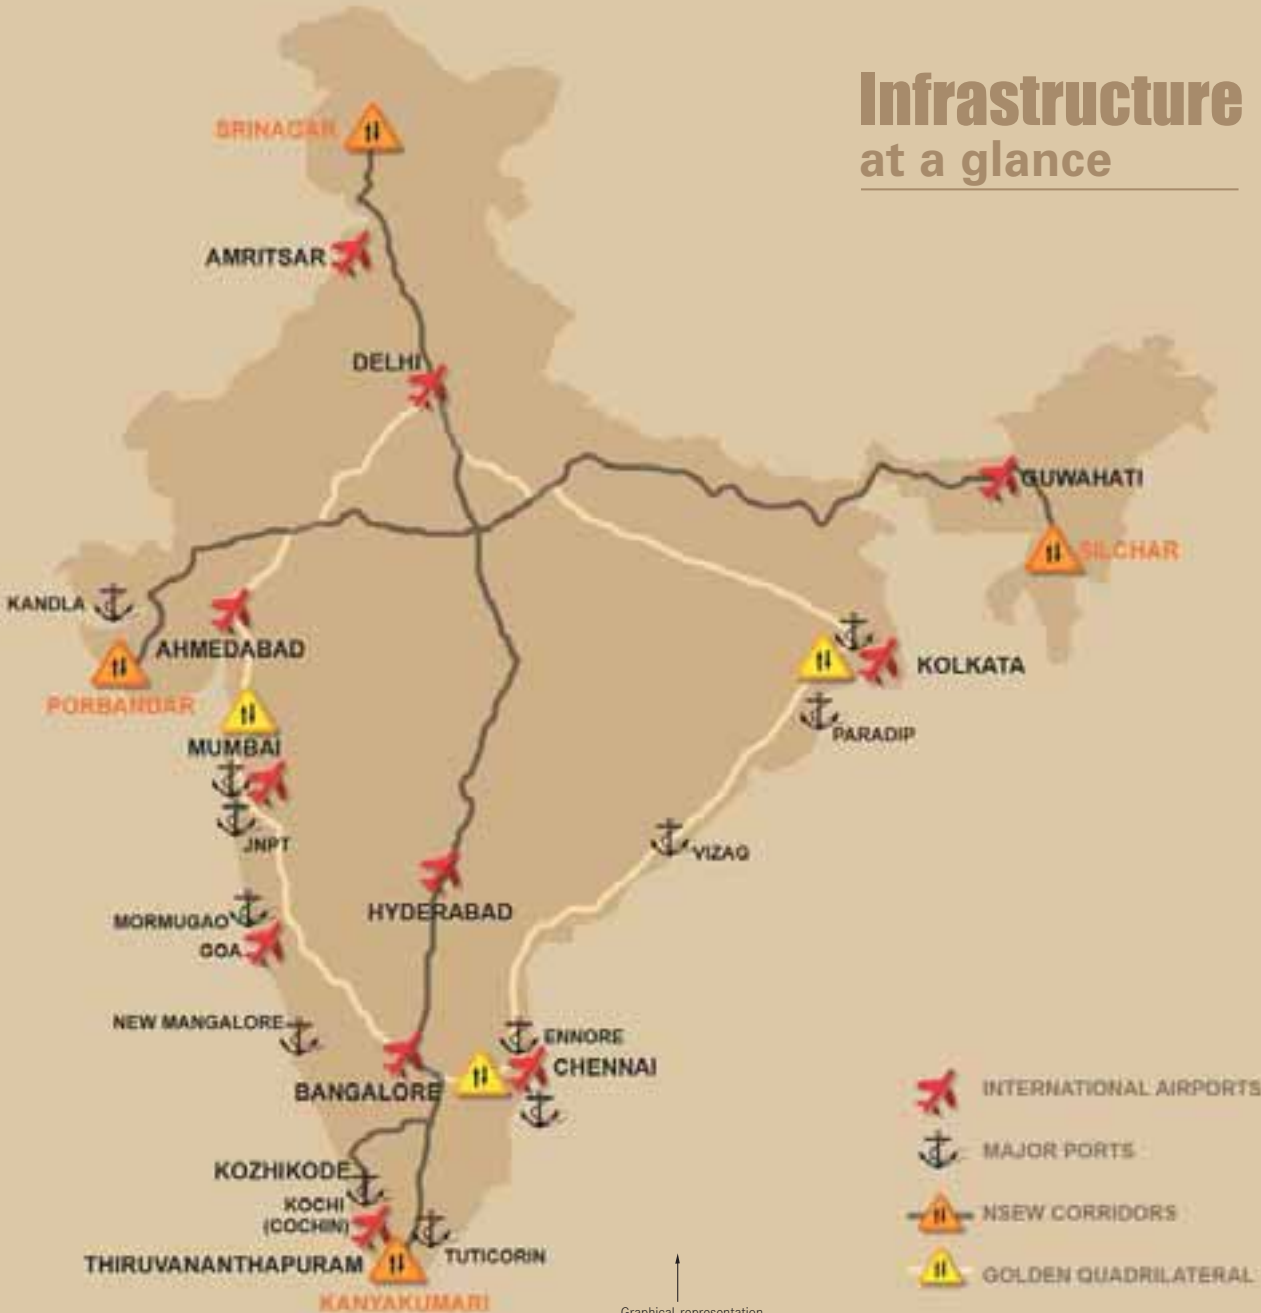 Infrastructure
at a glance
SRINAGAR
AMRITSAR
DELHI
GUWAHATI
SILCHAR
KANDLA
AHMEDABAD
PORBANDAR
KOLKATA
PARADIP
MUMBAI
JNPT
VIZAG
HYDERABAD
MORMUGAO
GOA
NEW MANGALORE
ENNORE
CHENNAI
BANGALORE
KOZHIKODE
KOCHI
(COCHIN)
TUTICORIN
THIRUVANANTHAPURAM
KANYAKUMARI
INTERNATIONAL AIRPORTS
MAJOR PORTS
NSEW CORRIDORS
GOLDEN QUADRILATERAL
Graphical representation